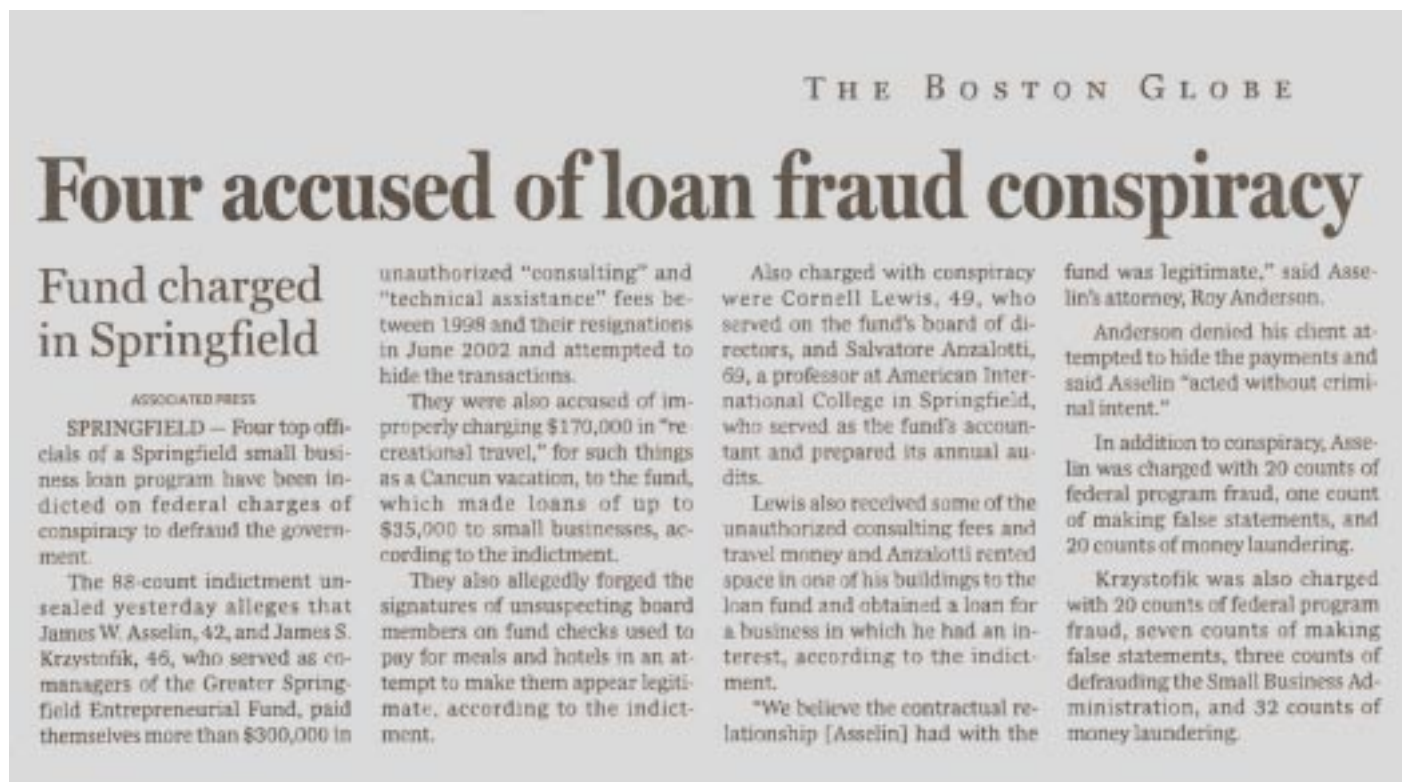 THE BOSTON GLOBE
Four accused of loan fraud conspiracy
Fund charged
in Springfield
ASSOCIATED PRESS
SPRINGFIELD — Four top offi-
cials of a Springfield small busi-
ness loan program have been in-
dicted on federal charges of
conspiracy to defraud the govern-
ment.
The 88-count indictment un-
sealed yesterday alleges that
James W. Asselin, 42, and James S.
Krzystofik, 46, who served as co-
managers of the Greater Spring-
field Entrepreneurial Fund, paid
themselves more than $300,000 in
unauthorized "consulting" and
"technical assistance" fees be-
tween 1998 and their resignations
in June 2002 and attempted to
hide the transactions.
They were also accused of im-
properly charging $170,000 in "re-
creational travel," for such things
as a Cancun vacation, to the fund,
which made loans of up to
$35,000 to small businesses, ac-
cording to the indictment.
They also allegedly forged the
signatures of unsuspecting board
members on fund checks used to
pay for meals and hotels in an at-
tempt to make them appear legiti-
mate, according to the indict-
ment.
Also charged with conspiracy
were Cornell Lewis, 49, who
served on the fund's board of di-
rectors, and Salvatore Anzalotti,
69, a professor at American Inter-
national College in Springfield,
who served as the fund's accoun-
tant and prepared its annual au-
dits.
Lewis also received some of the
unauthorized consulting fees and
travel money and Anzalotti rented
space in one of his buildings to the
loan fund and obtained a loan for
a business in which he had an in-
terest, according to the indict-
ment.
"We believe the contractual re-
lationship [Asselin] had with the
fund was legitimate," said Asse-
lin's attorney, Roy Anderson.
Anderson denied his client at-
tempted to hide the payments and
said Asselin "acted without crimi-
nal intent."
In addition to conspiracy, Asse-
lin was charged with 20 counts of
federal program fraud, one count
of making false statements, and
20 counts of money laundering.
Krzystofik was also charged
with 20 counts of federal program
fraud, seven counts of making
false statements, three counts of
defrauding the Small Business Ad-
ministration, and 32 counts of
money laundering.